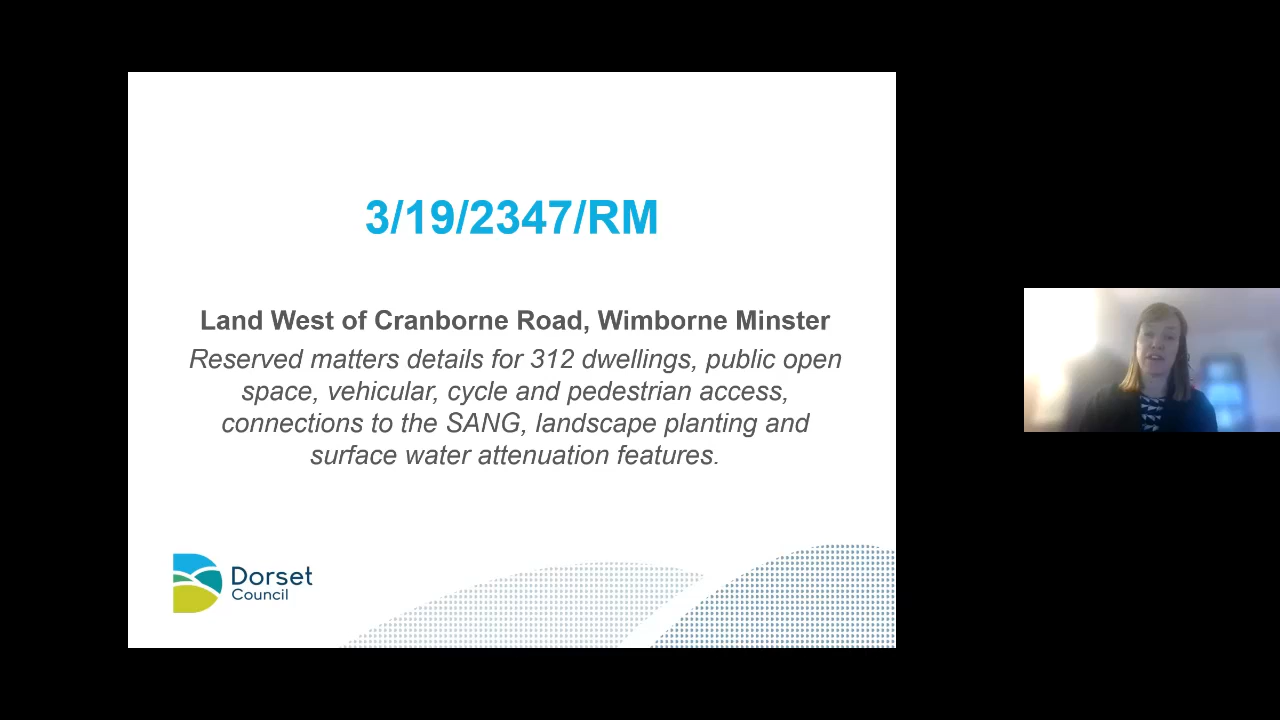 3/19/2347/RM
Land West of Cranborne Road, Wimborne Minster
Reserved matters details for 312 dwellings, public open
space, vehicular, cycle and pedestrian access,
connections to the SANG, landscape planting and
surface water attenuation features.
Dorset
Council